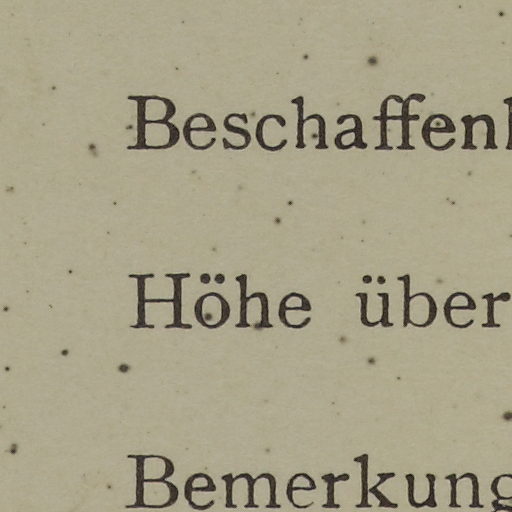 Beschaffen
Höhe über
Bemerkung